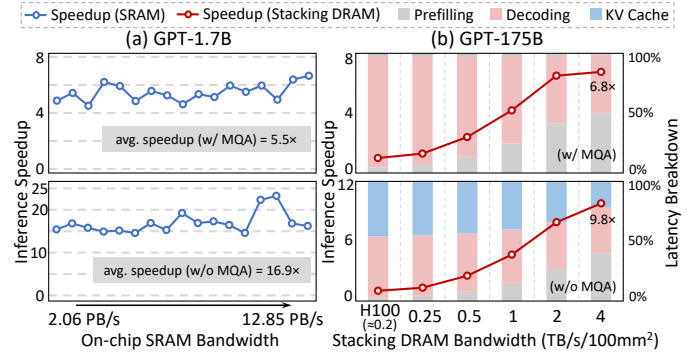 Speedup (SRAM) Speedup (Stacking DRAM) Prefilling Decoding KV Cache
(a) GPT-1.7B (b) GPT-175B
Inference Speedup
8
6
4
2
0
avg. speedup (w/ MQA) = 5.5×
25
20
15
10
5
0
avg. speedup (w/o MQA) = 16.9×
2.06 PB/s 12.85 PB/s
On-chip SRAM Bandwidth
Inference Speedup
8
4
0
6.8×
(w/ MQA)
100%
50%
0%
12
6
0
9.8×
(w/o MQA)
100%
50%
0%
Latency Breakdown
H100 0.25 0.5 1 2 4
(≈0.2)
Stacking DRAM Bandwidth (TB/s/100mm²)